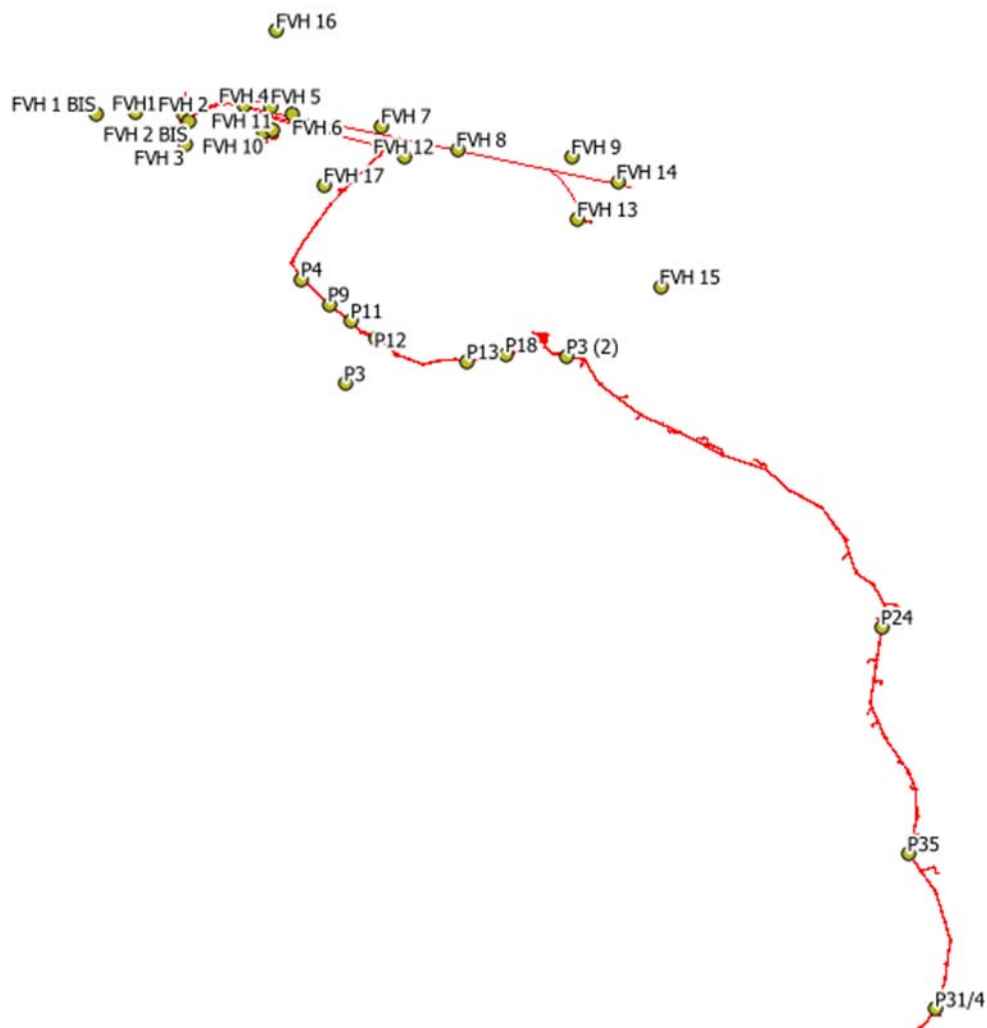 FVH 16
FVH 1 BIS
FVH1
FVH 2
FVH 4
FVH 5
FVH 2 BIS
FVH 11
FVH 6
FVH 7
FVH 3
FVH 10
FVH 12
FVH 8
FVH 9
FVH 17
FVH 14
FVH 13
P4
FVH 15
P9
P11
P12
P13
P18
P3 (2)
P3
P24
P35
P31/4